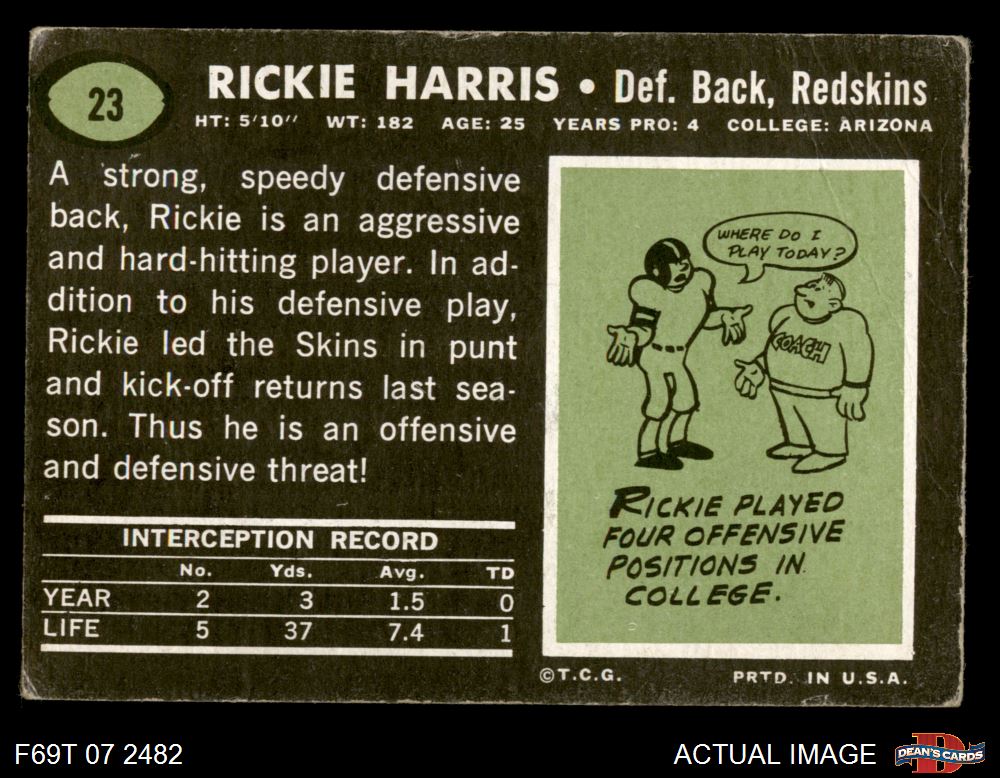 23
RICKIE HARRIS • Def. Back, Redskins
HT: 5'10" WT: 182 AGE: 25 YEARS PRO: 4 COLLEGE: ARIZONA
A strong, speedy defensive
back, Rickie is an aggressive
and hard-hitting player. In ad-
dition to his defensive play,
Rickie led the Skins in punt
and kick-off returns last sea-
son. Thus he is an offensive
and defensive threat!
INTERCEPTION RECORD
No. Yds. Avg. TD
YEAR 2 3 1.5 0
LIFE 5 37 7.4 1
WHERE DO I
PLAY TODAY?
COACH
RICKIE PLAYED
FOUR OFFENSIVE
POSITIONS IN
COLLEGE.
©T.C.G. PRTD. IN U.S.A.
F69T 07 2482
ACTUAL IMAGE
D
DEAN'S CARDS